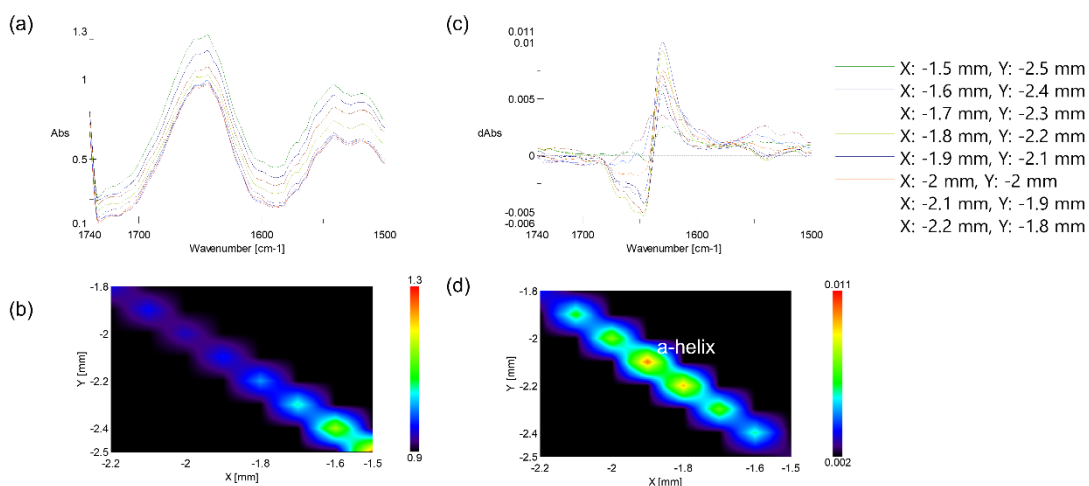 (a)
1.3
1
Abs
0.5
0.1
1740
1700
1600
1500
Wavenumber [cm-1]
(c)
0.011
0.01
0.005
dAbs
0
-0.005
-0.006
1740
1700
1600
1500
Wavenumber [cm-1]
X: -1.5 mm, Y: -2.5 mm
X: -1.6 mm, Y: -2.4 mm
X: -1.7 mm, Y: -2.3 mm
X: -1.8 mm, Y: -2.2 mm
X: -1.9 mm, Y: -2.1 mm
X: -2 mm, Y: -2 mm
X: -2.1 mm, Y: -1.9 mm
X: -2.2 mm, Y: -1.8 mm
(b)
-1.8
-2
Y [mm]
-2.2
-2.4
-2.5
-2.2
-2
-1.8
-1.6
-1.5
X [mm]
1.3
0.9
(d)
-1.8
-2
Y [mm]
-2.2
-2.4
-2.5
-2.2
-2
-1.8
-1.6
-1.5
X [mm]
a-helix
0.011
0.002